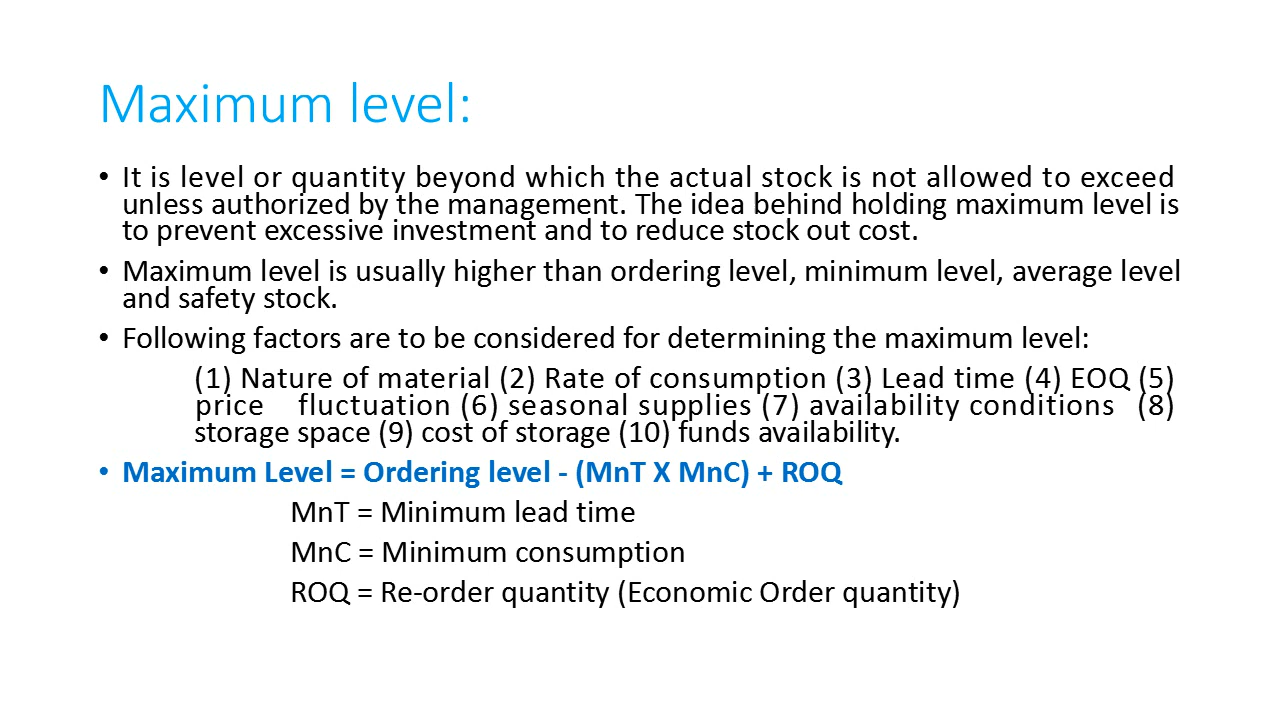 Maximum level:
• It is level or quantity beyond which the actual stock is not allowed to exceed
unless authorized by the management. The idea behind holding maximum level is
to prevent excessive investment and to reduce stock out cost.
• Maximum level is usually higher than ordering level, minimum level, average level
and safety stock.
• Following factors are to be considered for determining the maximum level:
(1) Nature of material (2) Rate of consumption (3) Lead time (4) EOQ (5)
price fluctuation (6) seasonal supplies (7) availability conditions (8)
storage space (9) cost of storage (10) funds availability.
• Maximum Level = Ordering level - (MnT X MnC) + ROQ
MnT = Minimum lead time
MnC = Minimum consumption
ROQ = Re-order quantity (Economic Order quantity)